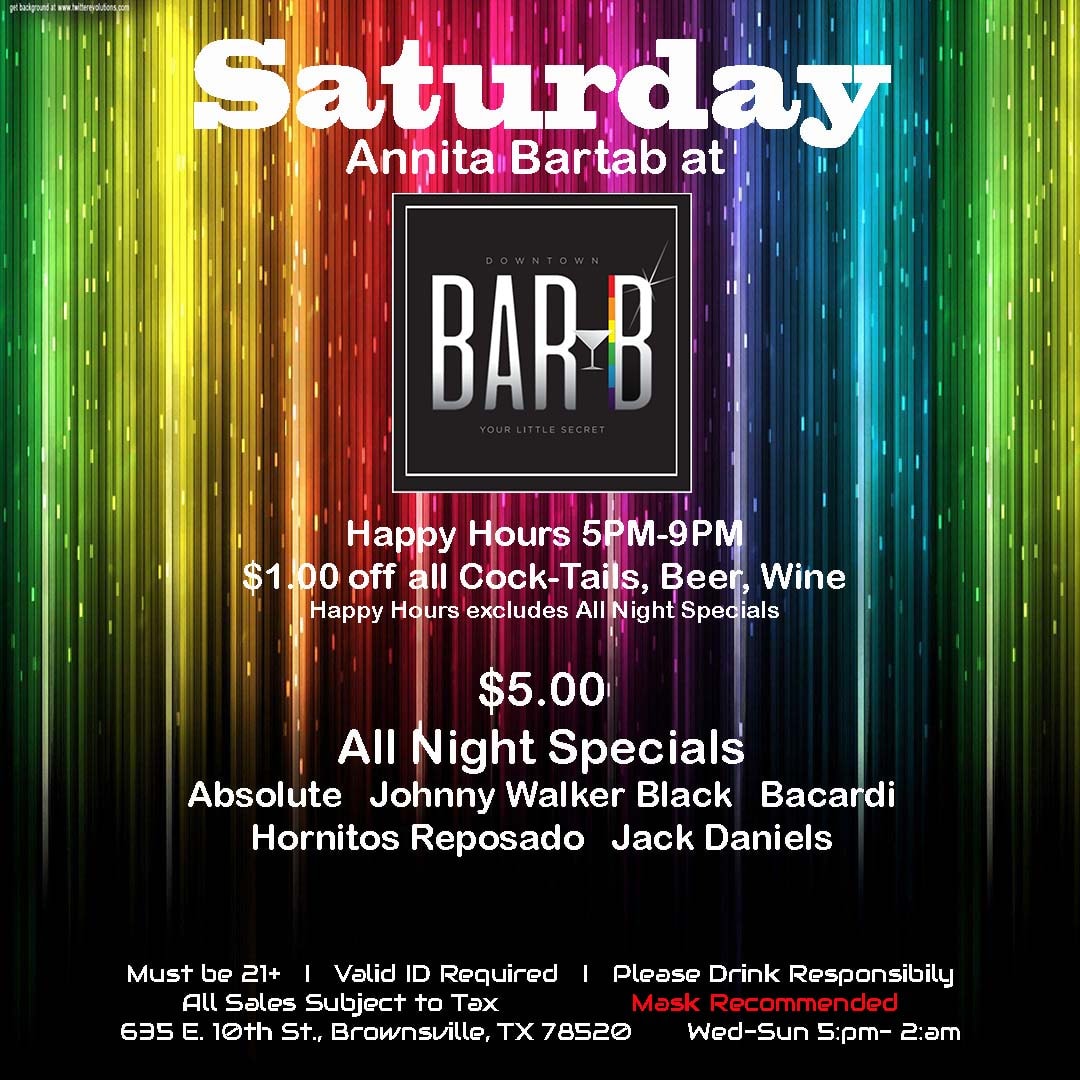 get background at www.twitterevolutions.com
Saturday
Annita Bartab at
DOWNTOWN
BAR B
YOUR LITTLE SECRET
Happy Hours 5PM-9PM
$1.00 off all Cock-Tails, Beer, Wine
Happy Hours excludes All Night Specials
$5.00
All Night Specials
Absolute Johnny Walker Black Bacardi
Hornitos Reposado Jack Daniels
Must be 21+ | Valid ID Required | Please Drink Responsibily
All Sales Subject to Tax Mask Recommended
635 E. 10th St., Brownsville, TX 78520 Wed-Sun 5:pm- 2:am